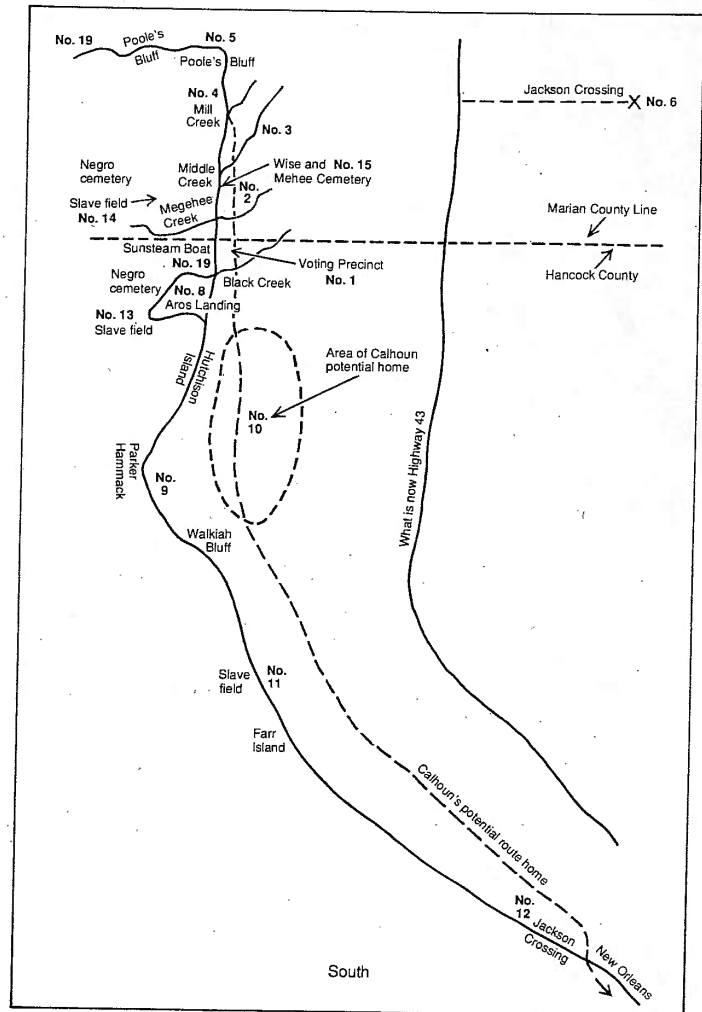 No. 19
Poole's
Bluff
No. 5
Poole's
Bluff
No. 4
Mill
Creek
No. 3
Jackson Crossing
X No. 6
Negro
cemetery
Middle
Creek
Wise and No. 15
Mehee Cemetery
Slave field
No. 14
Megehee
Creek
No.
2
Marian County Line
Sunsteam Boat
No. 19
Voting Precinct
No. 1
Hancock County
Negro
cemetery
No. 8
Black Creek
Aros Landing
No. 13
Slave field
Hutchison
Island
Area of Calhoun
potential home
No.
10
What is now Highway 43
Parker
Hammack
No.
9
Walkiah
Bluff
Slave
field
No.
11
Farr
Island
Calhoun's potential route home
No.
12
Jackson
Crossing
New Orleans
South